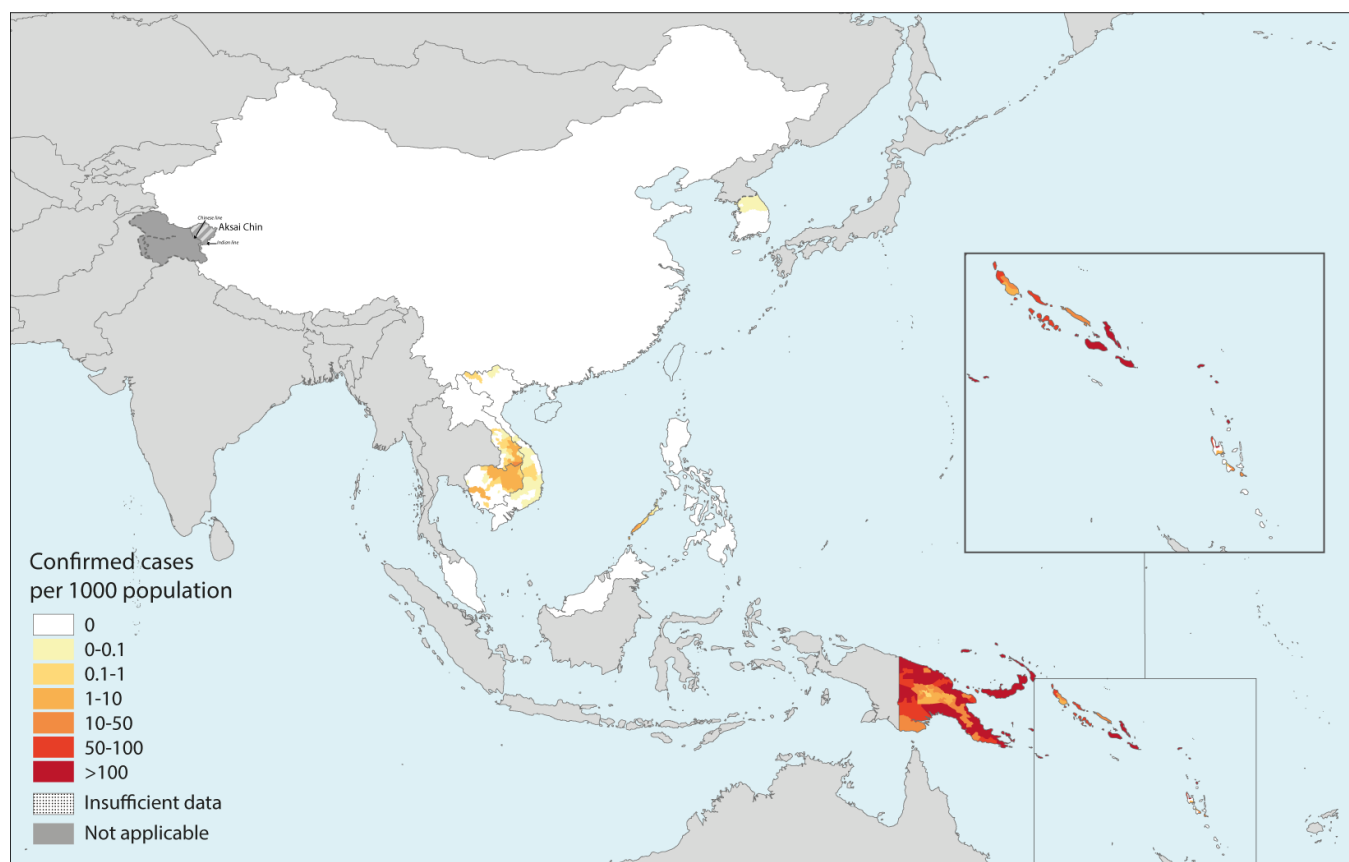 Chinese line
Aksai Chin
Indian line
Confirmed cases
per 1000 population
0
0-0.1
0.1-1
1-10
10-50
50-100
>100
Insufficient data
Not applicable